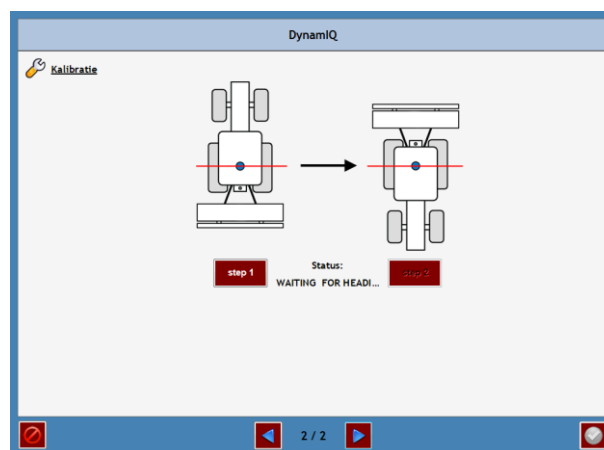 DynamIQ
Kalibratie
step 1
Status:
WAITING FOR HEADI...
step 2
2 / 2